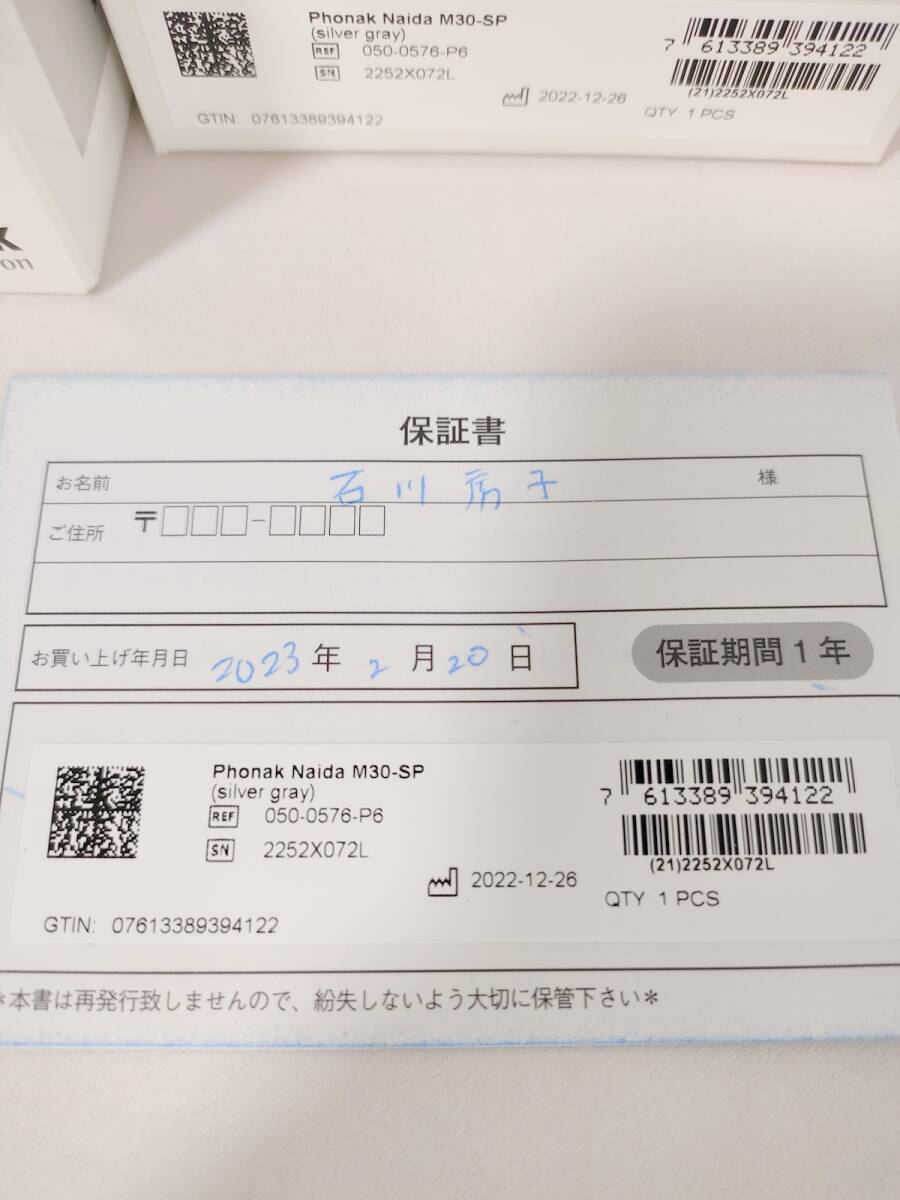 Phonak Naida M30-SP
(silver gray)
REF 050-0576-P6
SN 2252X072L
2022-12-26
GTIN: 07613389394122
7 613389 394122
(21)2252X072L
QTY 1 PCS
k
on
保証書
お名前 石川房子 様
ご住所 〒
お買い上げ年月日 2023年 2月20日
保証期間1年
Phonak Naida M30-SP
(silver gray)
REF 050-0576-P6
SN 2252X072L
2022-12-26
GTIN: 07613389394122
7 613389 394122
(21)2252X072L
QTY 1 PCS
*本書は再発行致しませんので、紛失しないよう大切に保管下さい*